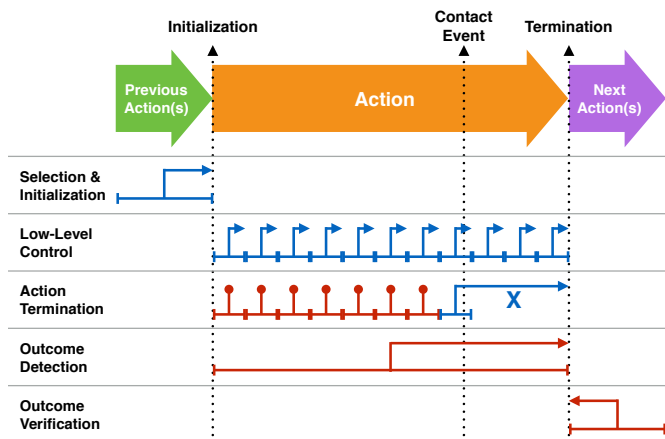 Initialization
Contact
Event
Termination
Previous
Action(s)
Action
Next
Action(s)
Selection &
Initialization
Low-Level
Control
Action
Termination
X
Outcome
Detection
Outcome
Verification